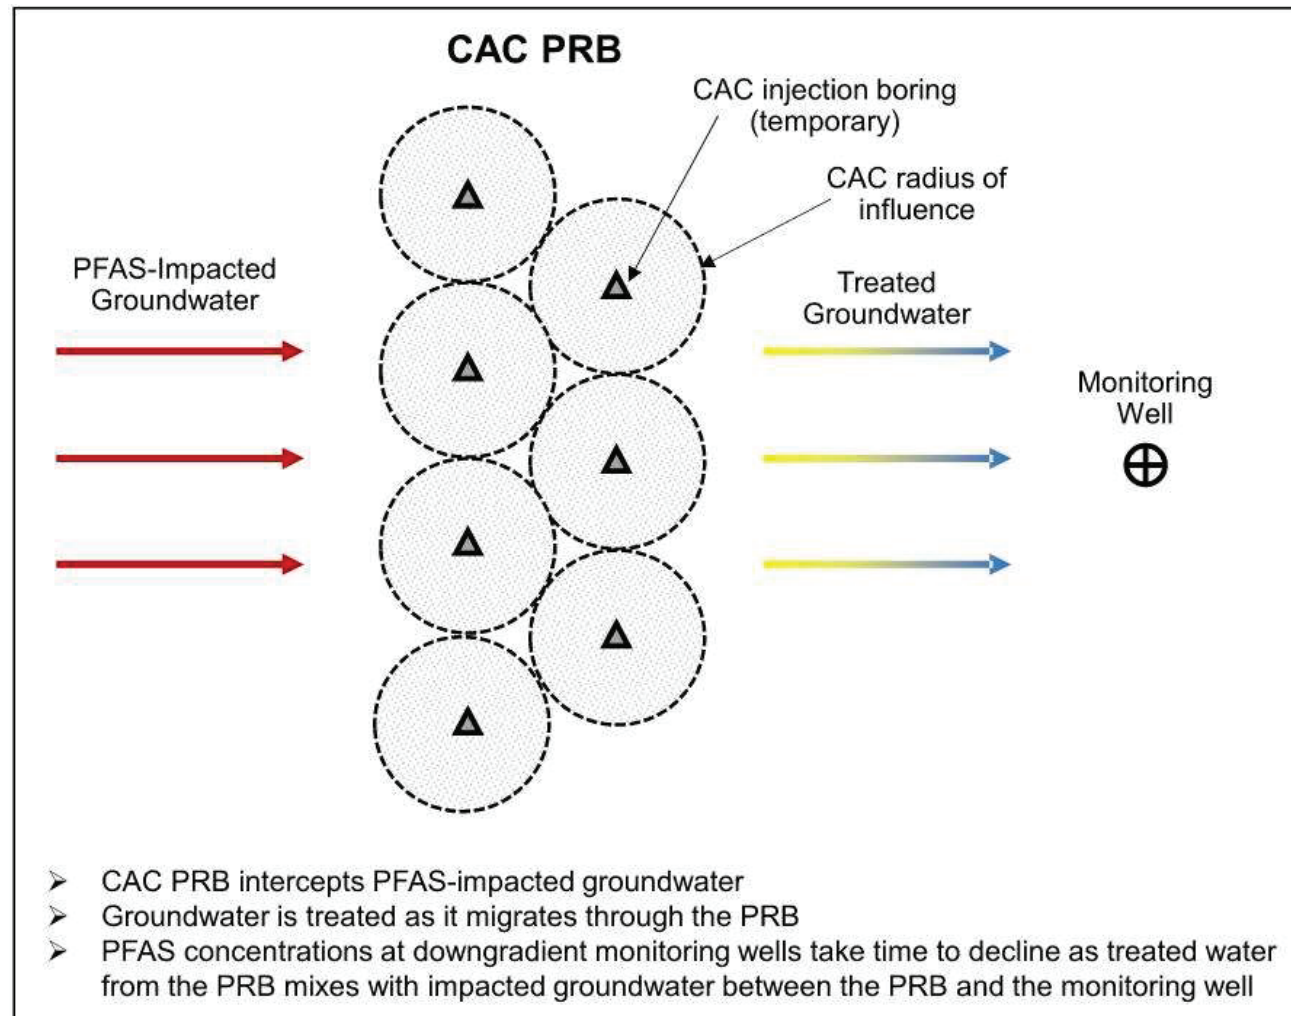 CAC PRB
CAC injection boring
(temporary)
CAC radius of
influence
PFAS-Impacted
Groundwater
Treated
Groundwater
Monitoring
Well
➢ CAC PRB intercepts PFAS-impacted groundwater
➢ Groundwater is treated as it migrates through the PRB
➢ PFAS concentrations at downgradient monitoring wells take time to decline as treated water
from the PRB mixes with impacted groundwater between the PRB and the monitoring well